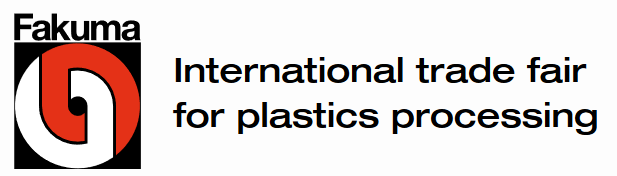 Fakuma
International trade fair
for plastics processing